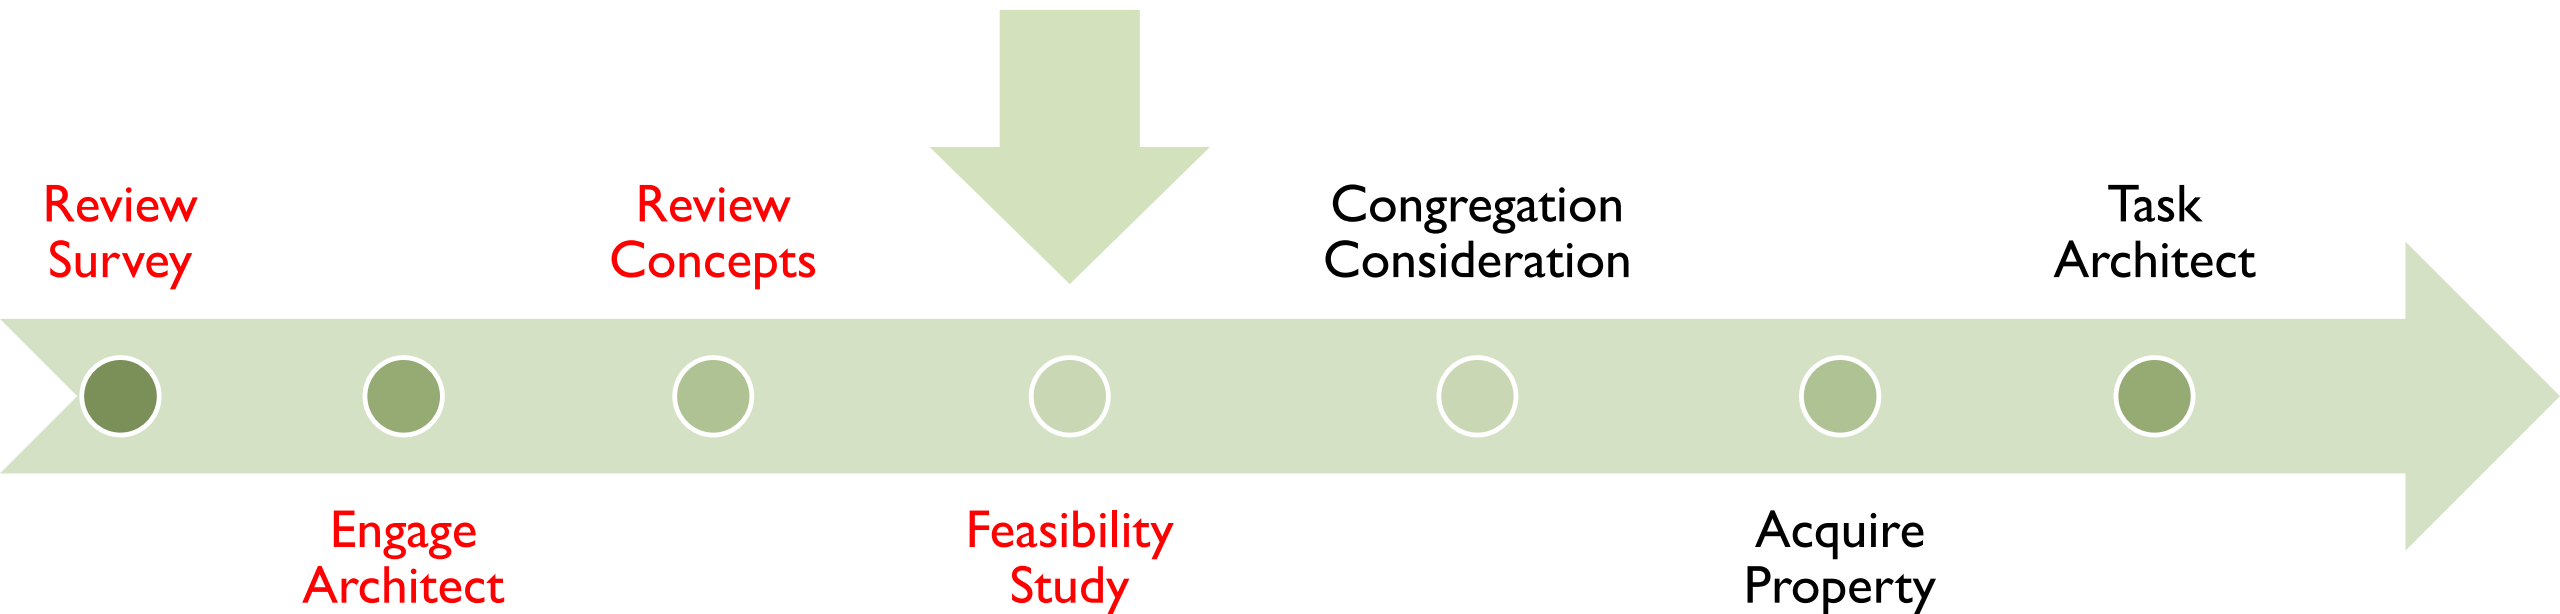 Review
Survey
Engage
Architect
Review
Concepts
Feasibility
Study
Congregation
Consideration
Acquire
Property
Task
Architect